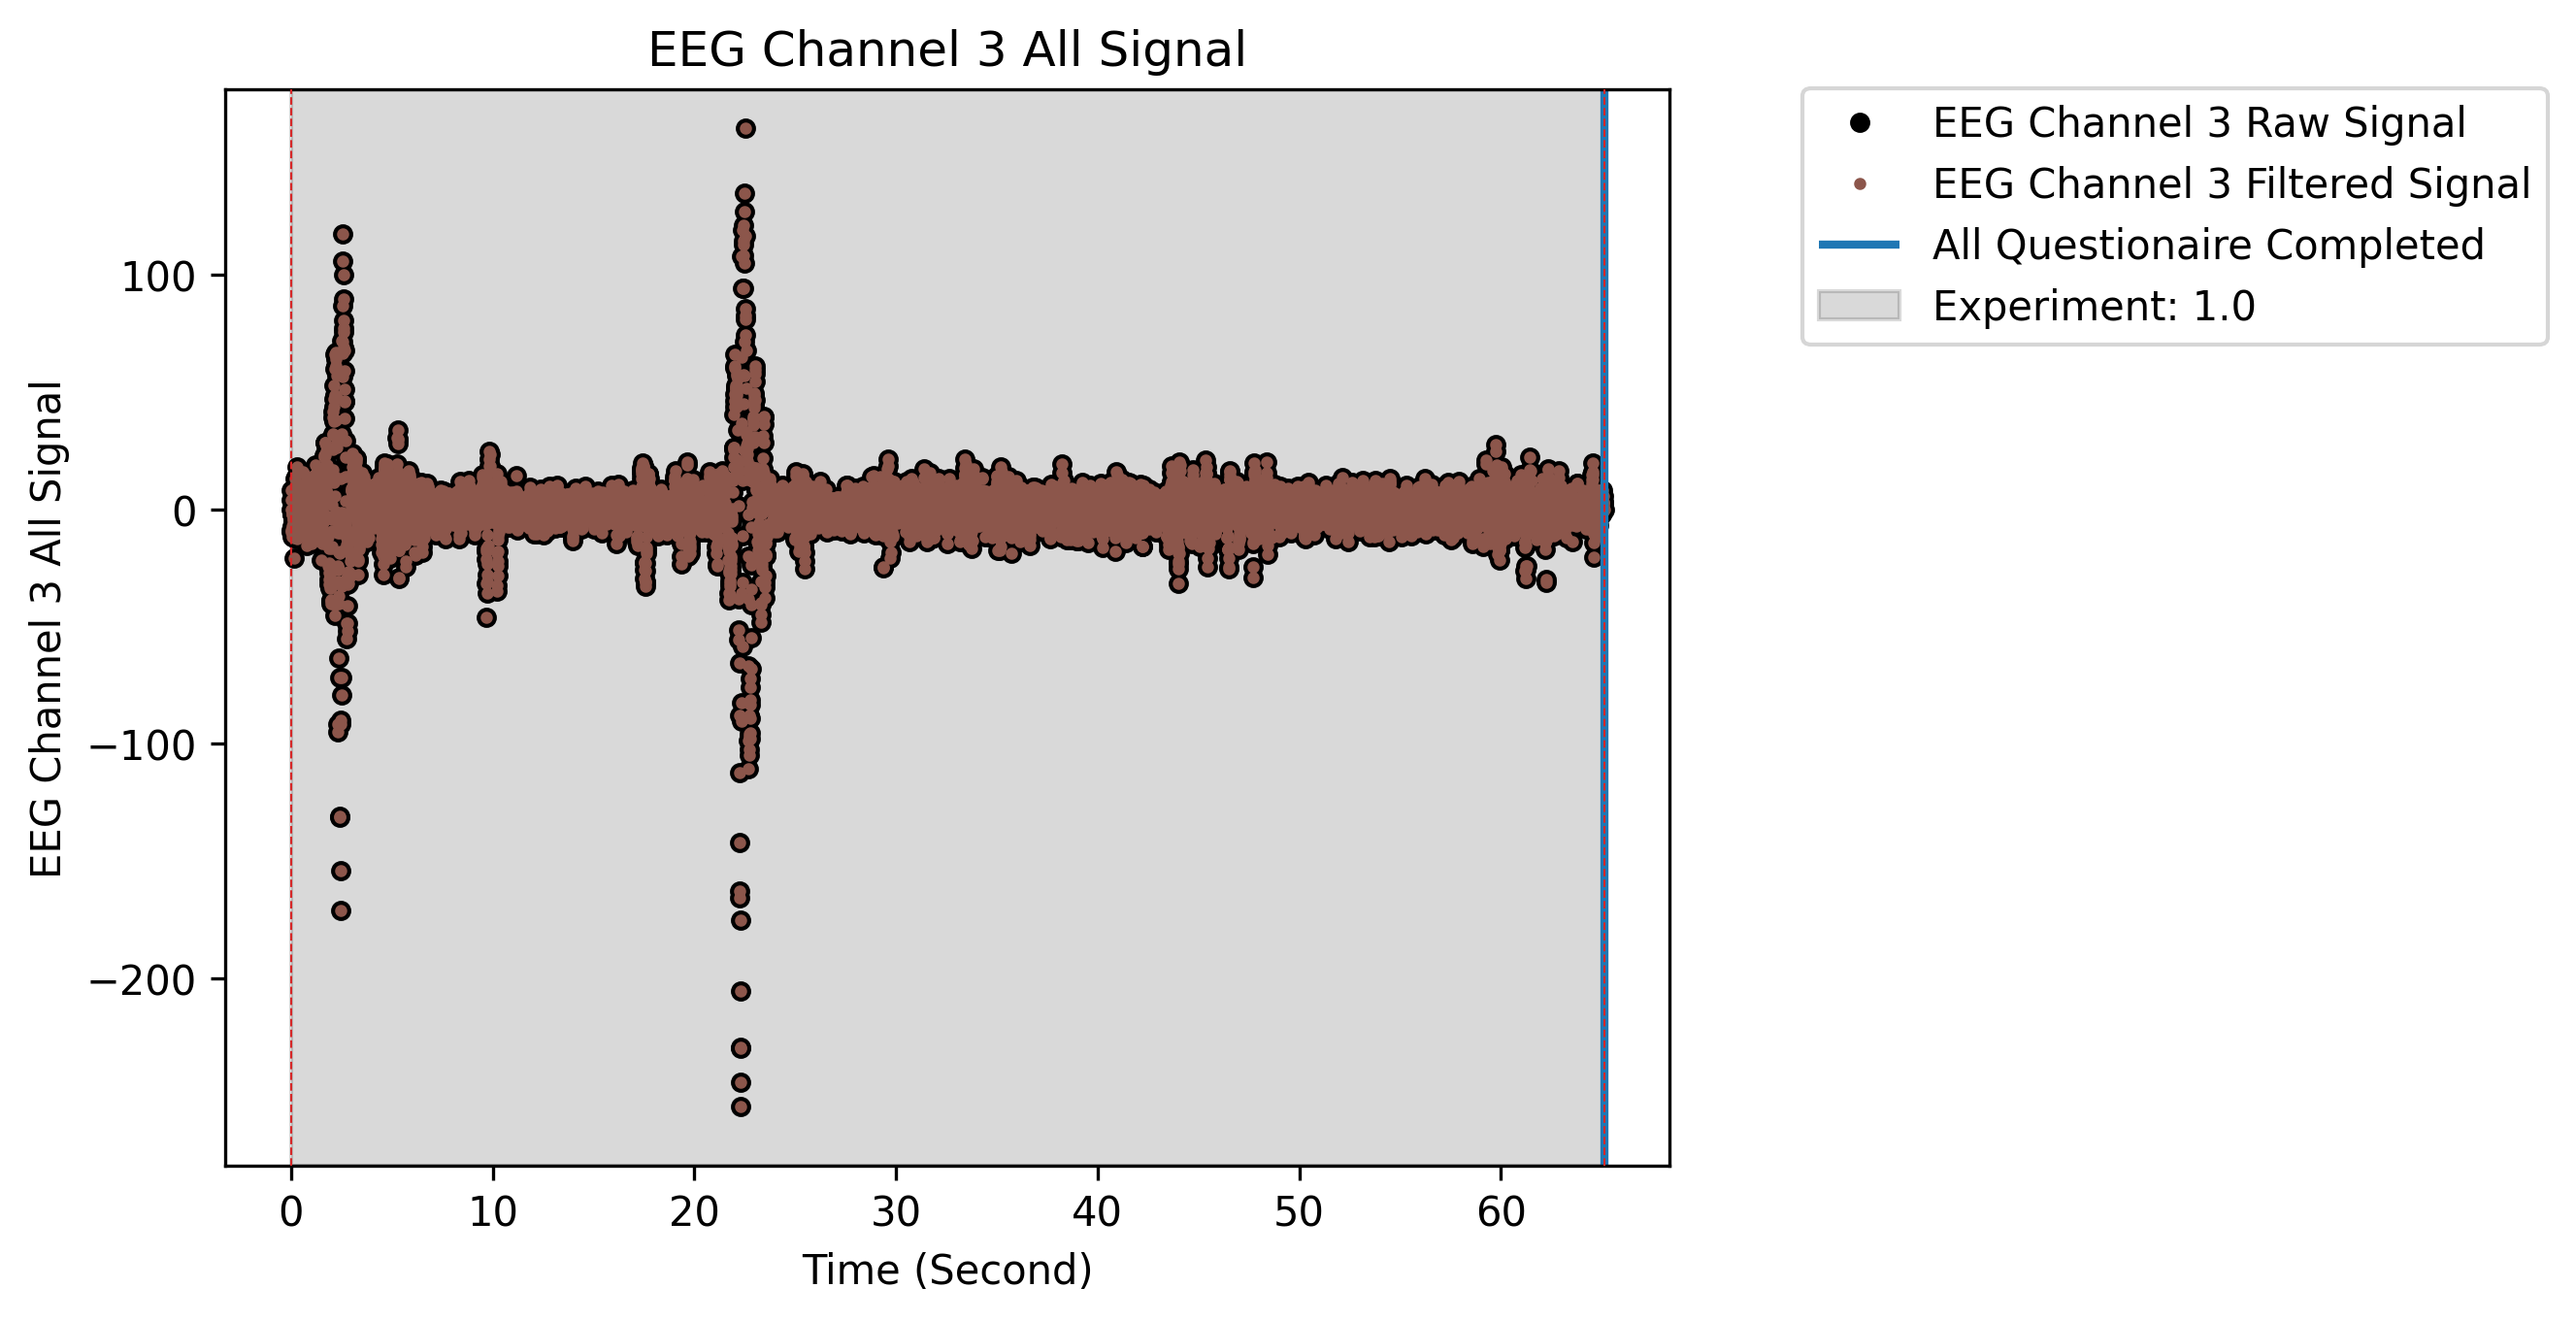 EEG Channel 3 All Signal
EEG Channel 3 Raw Signal
EEG Channel 3 Filtered Signal
All Questionaire Completed
Experiment: 1.0
EEG Channel 3 All Signal
100
0
−100
−200
0 10 20 30 40 50 60
Time (Second)